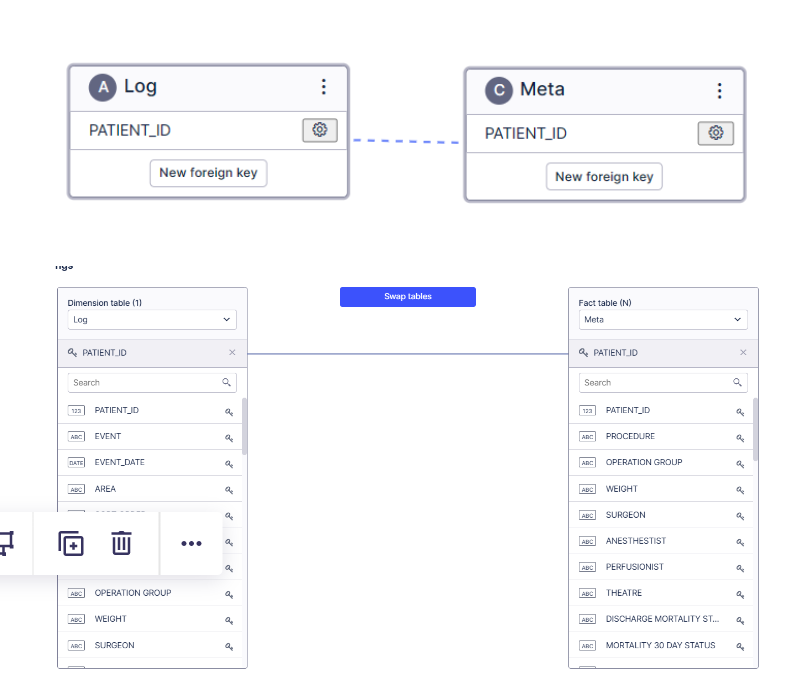 A Log
C Meta
PATIENT_ID
PATIENT_ID
New foreign key
New foreign key
Swap tables
Dimension table (1)
Log
PATIENT_ID
Search
123 PATIENT_ID
ABC EVENT
DATE EVENT_DATE
ABC AREA
ABC OPERATION GROUP
ABC WEIGHT
ABC SURGEON
Fact table (N)
Meta
PATIENT_ID
Search
123 PATIENT_ID
ABC PROCEDURE
ABC OPERATION GROUP
ABC WEIGHT
ABC SURGEON
ABC ANESTHESTIST
ABC PERFUSIONIST
ABC THEATRE
ABC DISCHARGE MORTALITY ST...
ABC MORTALITY 30 DAY STATUS